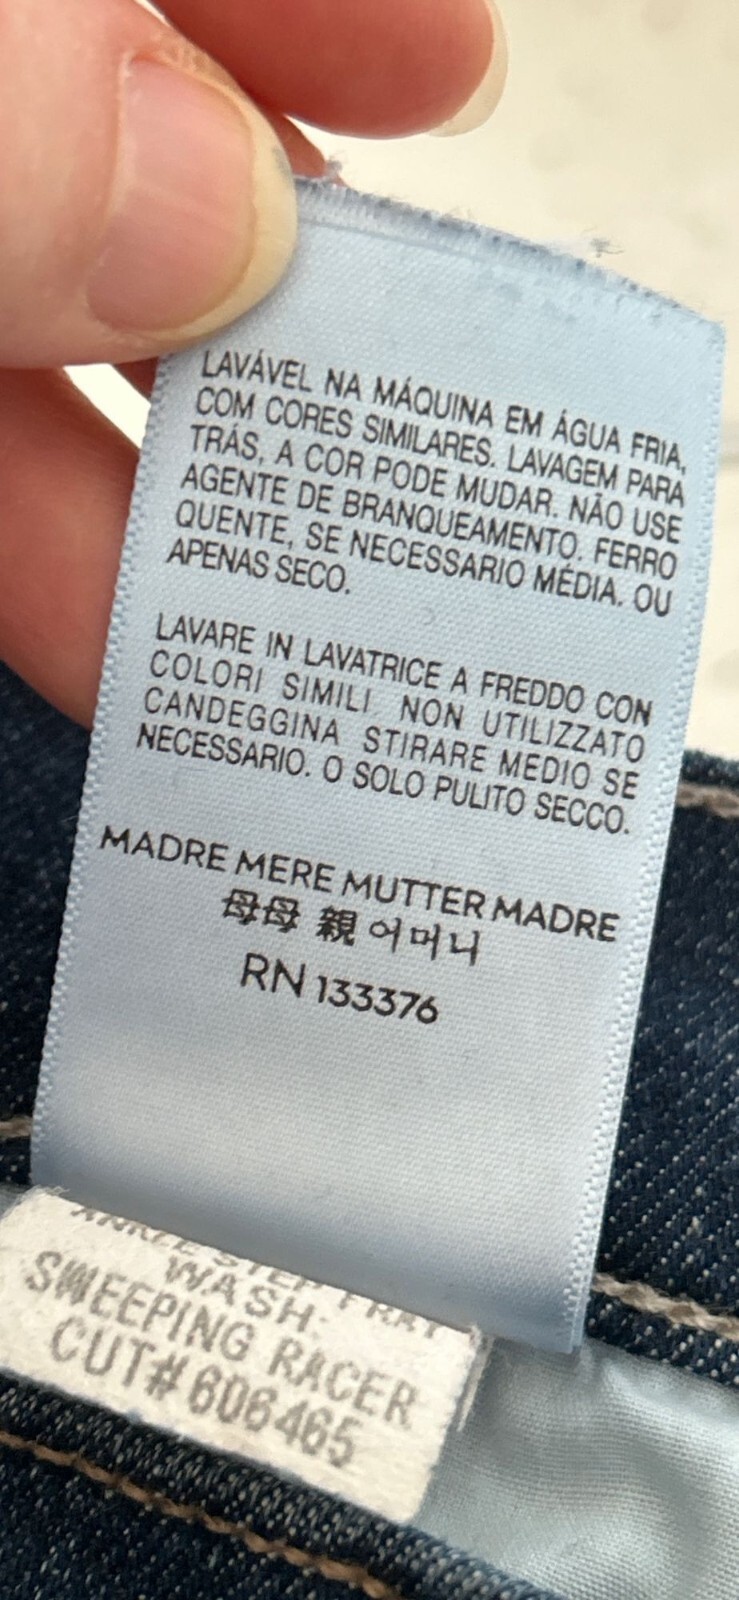 LAVÁVEL NA MÁQUINA EM ÁGUA FRIA,
COM CORES SIMILARES. LAVAGEM PARA
TRÁS, A COR PODE MUDAR. NÃO USE
AGENTE DE BRANQUEAMENTO. FERRO
QUENTE, SE NECESSARIO MÉDIA. OU
APENAS SECO.
LAVARE IN LAVATRICE A FREDDO CON
COLORI SIMILI NON UTILIZZATO
CANDEGGINA STIRARE MEDIO SE
NECESSARIO. O SOLO PULITO SECCO.
MADRE MERE MUTTER MADRE
母母 親 어머니
RN 133376
ANKLE STEP FRAY
WASH:
SWEEPING RACER
CUT# 606465